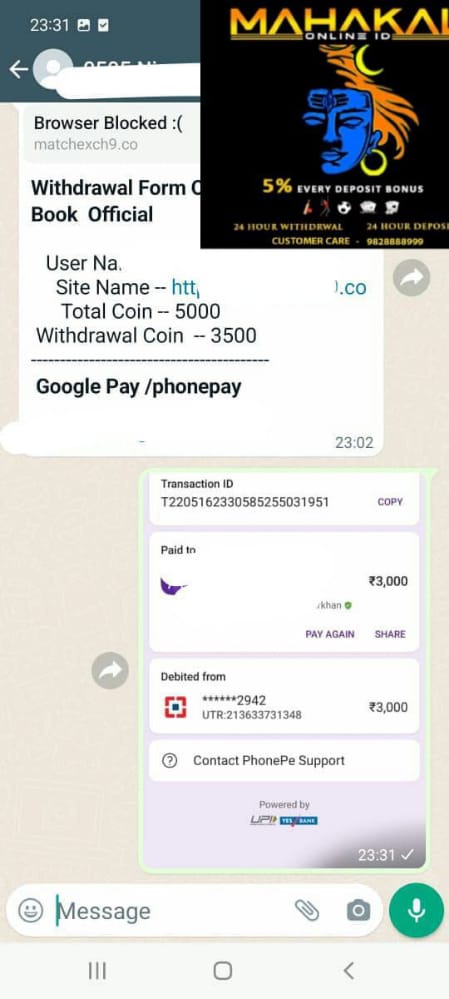 23:31
MAHAKAL
ONLINE ID
5% EVERY DEPOSIT BONUS
24 HOUR WITHDRWAL 24 HOUR DEPOS
CUSTOMER CARE - 9828888999
Browser Blocked :(
matchexch9.co
Withdrawal Form
Book Official
User Na.
Site Name -- htt .co
Total Coin -- 5000
Withdrawal Coin -- 3500
--------------------------------------
Google Pay /phonepay
23:02
Transaction ID
T2205162330585255031951 COPY
Paid to
₹3,000
khan
PAY AGAIN SHARE
Debited from
******2942 ₹3,000
UTR:213633731348
Contact PhonePe Support
Powered by
UPI YES BANK
23:31
Message